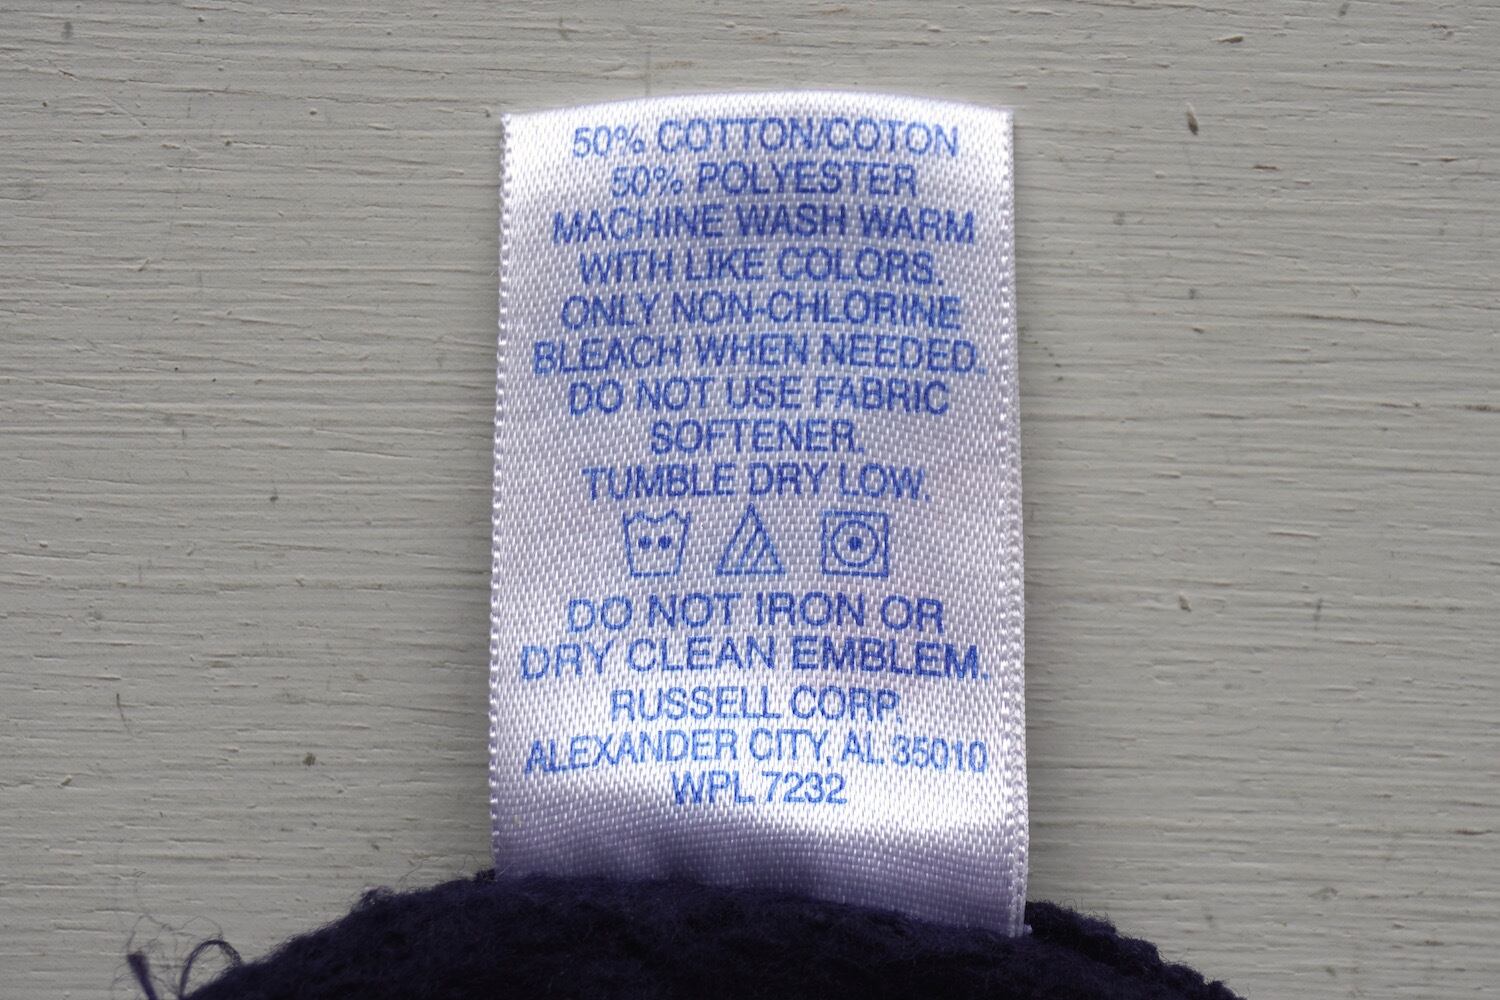 50% COTTON/COTON
50% POLYESTER
MACHINE WASH WARM
WITH LIKE COLORS.
ONLY NON-CHLORINE
BLEACH WHEN NEEDED
DO NOT USE FABRIC
SOFTENER.
TUMBLE DRY LOW.
DO NOT IRON OR
DRY CLEAN EMBLEM.
RUSSELL CORP.
ALEXANDER CITY, AL 35010
WPL 7232